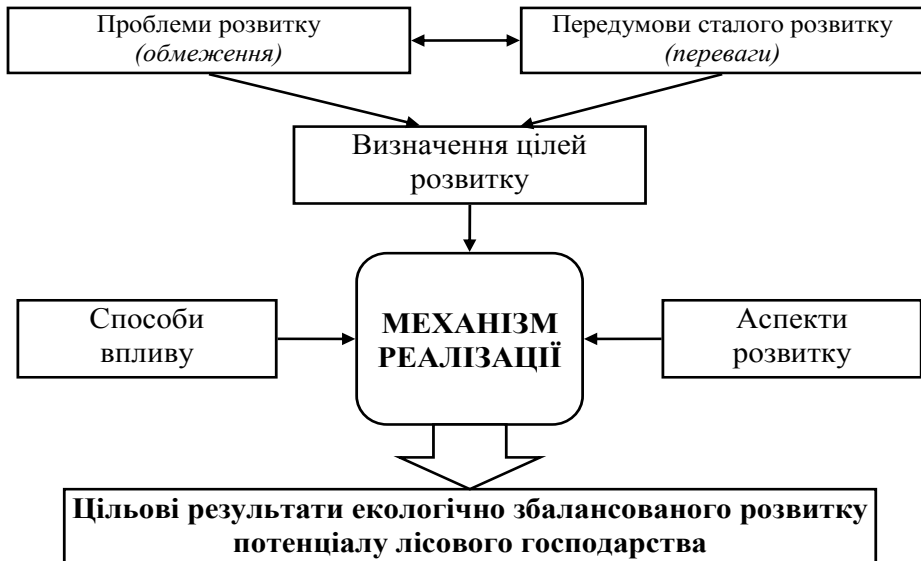 Проблеми розвитку
(обмеження)
Передумови сталого розвитку
(переваги)
Визначення цілей
розвитку
Способи
впливу
МЕХАНІЗМ
РЕАЛІЗАЦІЇ
Аспекти
розвитку
Цільові результати екологічно збалансованого розвитку
потенціалу лісового господарства